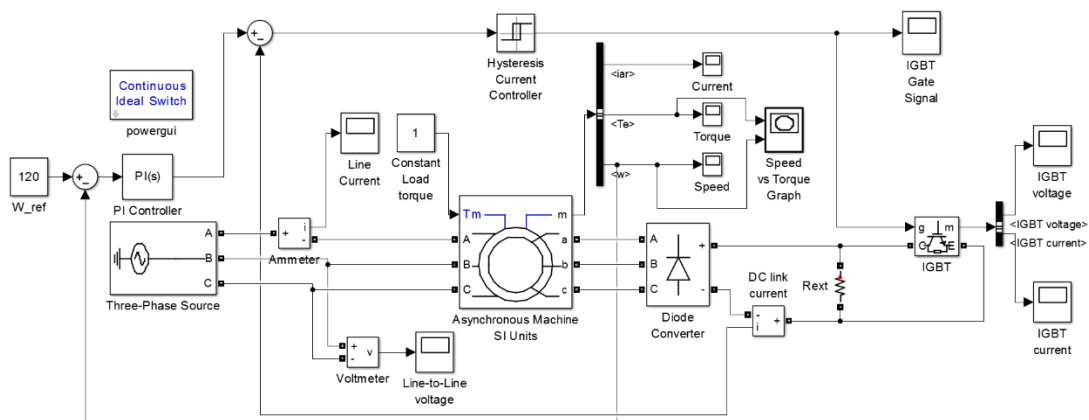 Hysteresis
Current
Controller
IGBT
Gate
Signal
Continuous
Ideal Switch
powergui
<iar>
Current
<Te>
Torque
<w>
Speed
Speed
vs Torque
Graph
Line
Current
1
Constant
Load
torque
120
W_ref
PI(s)
PI Controller
IGBT
voltage
A
B
C
Three-Phase Source
+
-
i
Ammeter
Tm
m
A
B
C
a
b
c
Asynchronous Machine
SI Units
A
B
C
+
-
Diode
Converter
DC link
current
-
i
+
Rext
g
m
C
E
IGBT
<IGBT voltage>
<IGBT current>
IGBT
current
+
-
v
Voltmeter
Line-to-Line
voltage